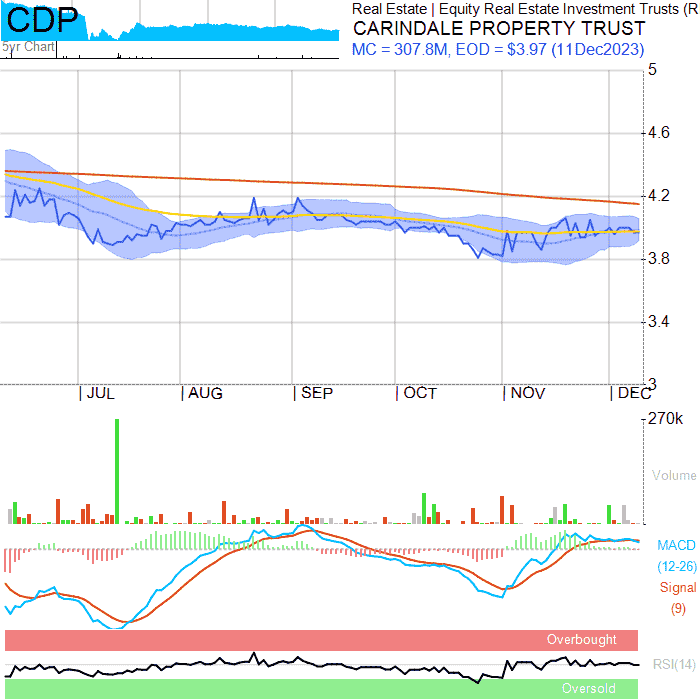 CDP
5yr Chart
Real Estate | Equity Real Estate Investment Trusts (R
CARINDALE PROPERTY TRUST
MC = 307.8M, EOD = $3.97 (11Dec2023)
5
4.6
4.2
3.8
3.4
3
JUL AUG SEP OCT NOV DEC
270k
Volume
MACD
(12-26)
Signal
(9)
Overbought
RSI(14)
Oversold